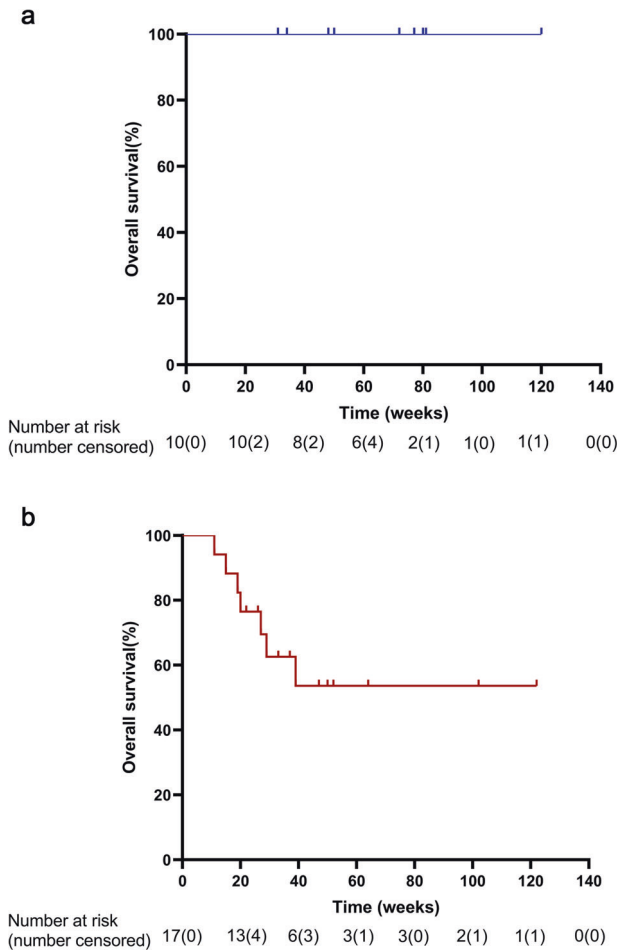 a
100
80
60
40
20
0
Overall survival(%)
0 20 40 60 80 100 120 140
Time (weeks)
Number at risk
(number censored) 10(0) 10(2) 8(2) 6(4) 2(1) 1(0) 1(1) 0(0)
b
100
80
60
40
20
0
Overall survival(%)
0 20 40 60 80 100 120 140
Time (weeks)
Number at risk
(number censored) 17(0) 13(4) 6(3) 3(1) 3(0) 2(1) 1(1) 0(0)